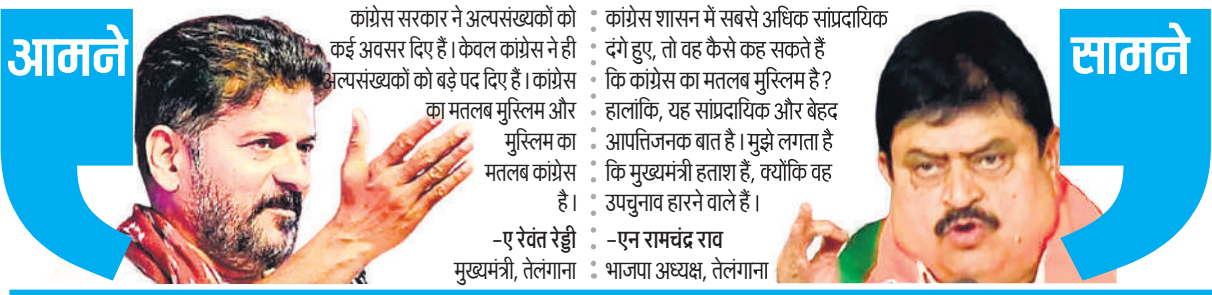 आमने
कांग्रेस सरकार ने अल्पसंख्यकों को
कई अवसर दिए हैं। केवल कांग्रेस ने ही
अल्पसंख्यकों को बड़े पद दिए हैं। कांग्रेस
का मतलब मुस्लिम और
मुस्लिम का
मतलब कांग्रेस
है।
-ए रेवंत रेड्डी
मुख्यमंत्री, तेलंगाना
कांग्रेस शासन में सबसे अधिक सांप्रदायिक
दंगे हुए, तो वह कैसे कह सकते हैं
कि कांग्रेस का मतलब मुस्लिम है?
हालांकि, यह सांप्रदायिक और बेहद
आपत्तिजनक बात है। मुझे लगता है
कि मुख्यमंत्री हताश हैं, क्योंकि वह
उपचुनाव हारने वाले हैं।
-एन रामचंद्र राव
भाजपा अध्यक्ष, तेलंगाना
सामने